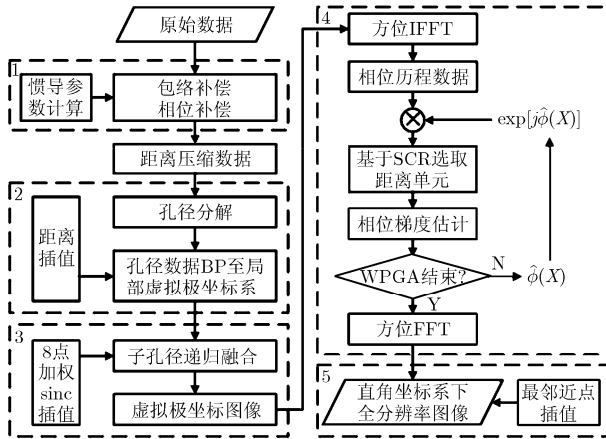 原始数据
1
惯导参
数计算
包络补偿
相位补偿
距离压缩数据
2
距离
插值
孔径分解
孔径数据BP至局
部虚拟极坐标系
3
8点
加权
sinc
插值
子孔径递归融合
虚拟极坐标图像
4
方位IFFT
相位历程数据
exp[jφ̂(X)]
基于SCR选取
距离单元
相位梯度估计
WPGA结束?
N
φ̂(X)
Y
方位FFT
5
直角坐标系下
全分辨率图像
最邻近点
插值